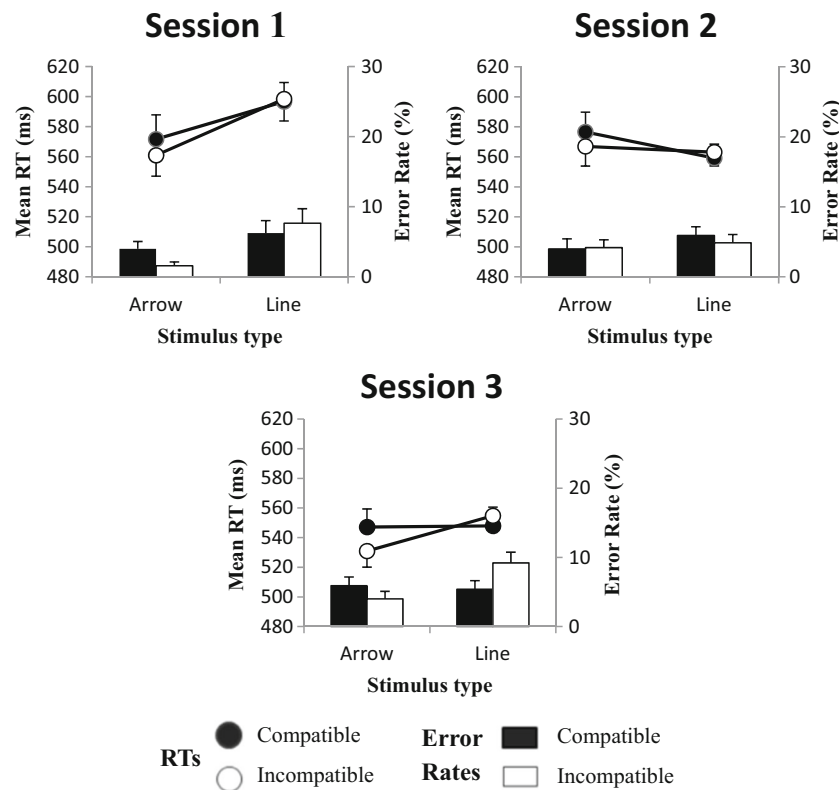 Session 1
Mean RT (ms)
620
600
580
560
540
520
500
480
30
20
10
0
Error Rate (%)
Arrow Line
Stimulus type
Session 2
Mean RT (ms)
620
600
580
560
540
520
500
480
30
20
10
0
Error Rate (%)
Arrow Line
Stimulus type
Session 3
Mean RT (ms)
620
600
580
560
540
520
500
480
30
20
10
0
Error Rate (%)
Arrow Line
Stimulus type
RTs
Compatible
Incompatible
Error
Rates
Compatible
Incompatible